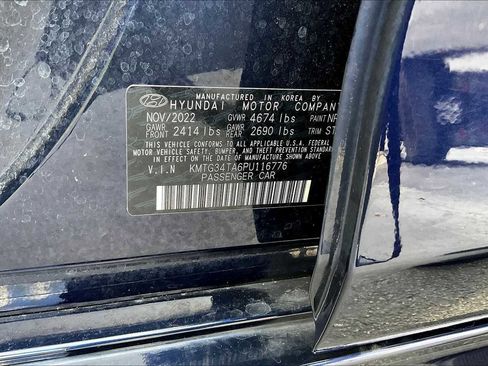 MANUFACTURED IN KOREA BY
HYUNDAI MOTOR COMPANY
NOV/2022 GVWR 4674 lbs PAINT
GAWR FRONT 2414 lbs GAWR REAR 2690 lbs TRIM
THIS VEHICLE CONFORMS TO ALL APPLICABLE U.S.A. FEDERAL
MOTOR VEHICLE SAFETY, BUMPER, AND THEFT PREVENTION
STANDARDS IN EFFECT ON THE DATE OF MANUFACTURE SHOWN ABOVE.
V.I.N KMTG34TA6PU116776
PASSENGER CAR